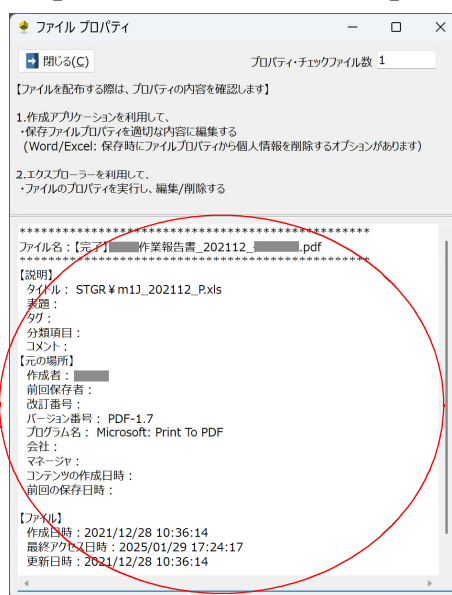 ファイル プロパティ
閉じる(C)
プロパティ・チェックファイル数 1
【ファイルを配布する際は、プロパティの内容を確認します】
1.作成アプリケーションを利用して、
・保存ファイルプロパティを適切な内容に編集する
(Word/Excel: 保存時にファイルプロパティから個人情報を削除するオプションがあります)
2.エクスプローラーを利用して、
・ファイルのプロパティを実行し、編集/削除する
**************************************************
ファイル名：【完了】作業報告書_202112_.pdf
**************************************************
【説明】
タイトル： STGR¥m1J_202112_P.xls
表題：
タグ：
分類項目：
コメント：
【元の場所】
作成者：
前回保存者：
改訂番号：
バージョン番号： PDF-1.7
プログラム名： Microsoft: Print To PDF
会社：
マネージャ：
コンテンツの作成日時：
前回の保存日時：
【ファイル】
作成日時：2021/12/28 10:36:14
最終アクセス日時：2025/01/29 17:24:17
更新日時：2021/12/28 10:36:14